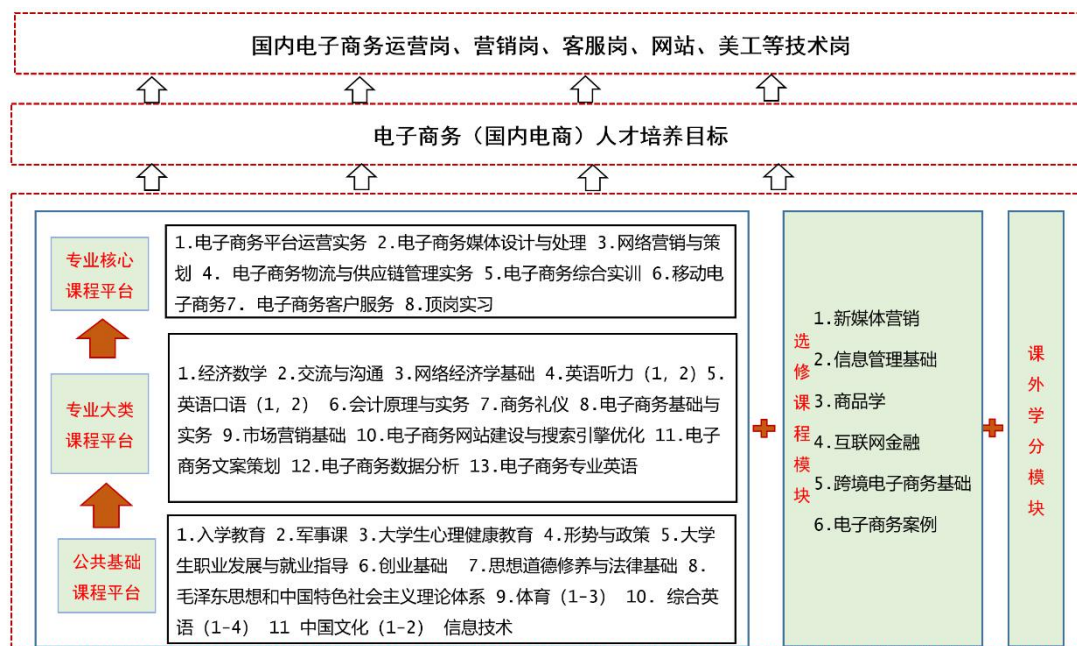 国内电子商务运营岗、营销岗、客服岗、网站、美工等技术岗
电子商务（国内电商）人才培养目标
专业核心
课程平台
1.电子商务平台运营实务 2.电子商务媒体设计与处理 3.网络营销与策
划 4. 电子商务物流与供应链管理实务 5.电子商务综合实训 6.移动电
子商务7. 电子商务客户服务 8.顶岗实习
专业大类
课程平台
1.经济数学 2.交流与沟通 3.网络经济学基础 4.英语听力（1, 2）5.
英语口语（1, 2） 6.会计原理与实务 7.商务礼仪 8.电子商务基础与
实务 9.市场营销基础 10.电子商务网站建设与搜索引擎优化 11.电子
商务文案策划 12.电子商务数据分析 13.电子商务专业英语
公共基础
课程平台
1.入学教育 2.军事课 3.大学生心理健康教育 4.形势与政策 5.大学
生职业发展与就业指导 6.创业基础 7.思想道德修养与法律基础 8.
毛泽东思想和中国特色社会主义理论体系 9.体育（1-3） 10. 综合英
语（1-4） 11 中国文化（1-2） 信息技术
选修课程模块
1.新媒体营销
2.信息管理基础
3.商品学
4.互联网金融
5.跨境电子商务基础
6.电子商务案例
课外学分模块